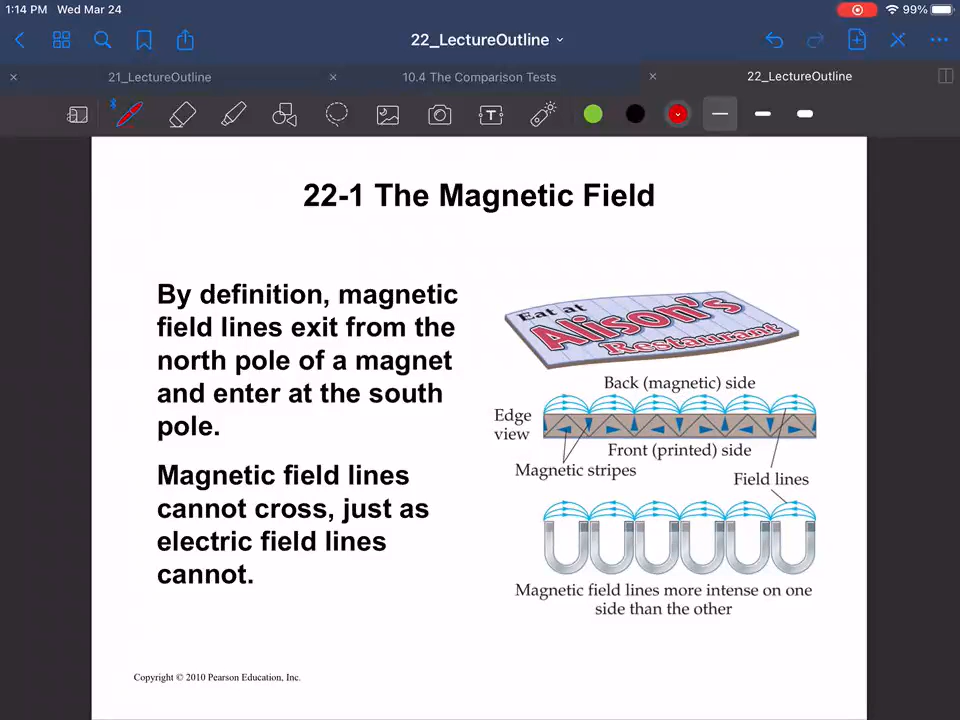 1:14 PM Wed Mar 24
99%
22_LectureOutline
21_LectureOutline
10.4 The Comparison Tests
22_LectureOutline
T
22-1 The Magnetic Field
By definition, magnetic
field lines exit from the
north pole of a magnet
and enter at the south
pole.
Magnetic field lines
cannot cross, just as
electric field lines
cannot.
Eat at
Alison's
Restaurant
Back (magnetic) side
Edge
view
Front (printed) side
Magnetic stripes
Field lines
Magnetic field lines more intense on one
side than the other
Copyright © 2010 Pearson Education, Inc.